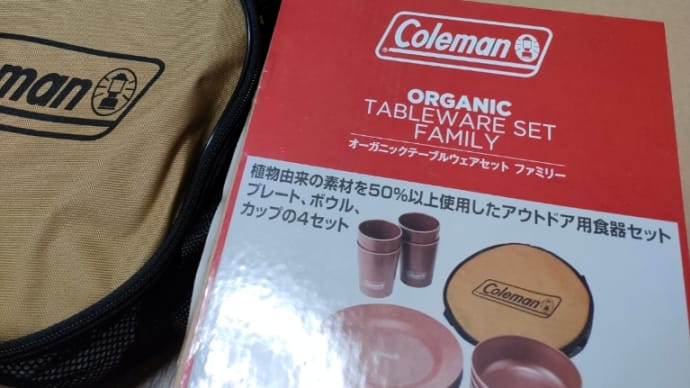 man
Coleman
ORGANIC
TABLEWARE SET
FAMILY
オーガニックテーブルウェアセット ファミリー
植物由来の素材を50%以上使用したアウトドア用食器セット
プレート、ボウル、
カップの4セット
Coleman
Coleman